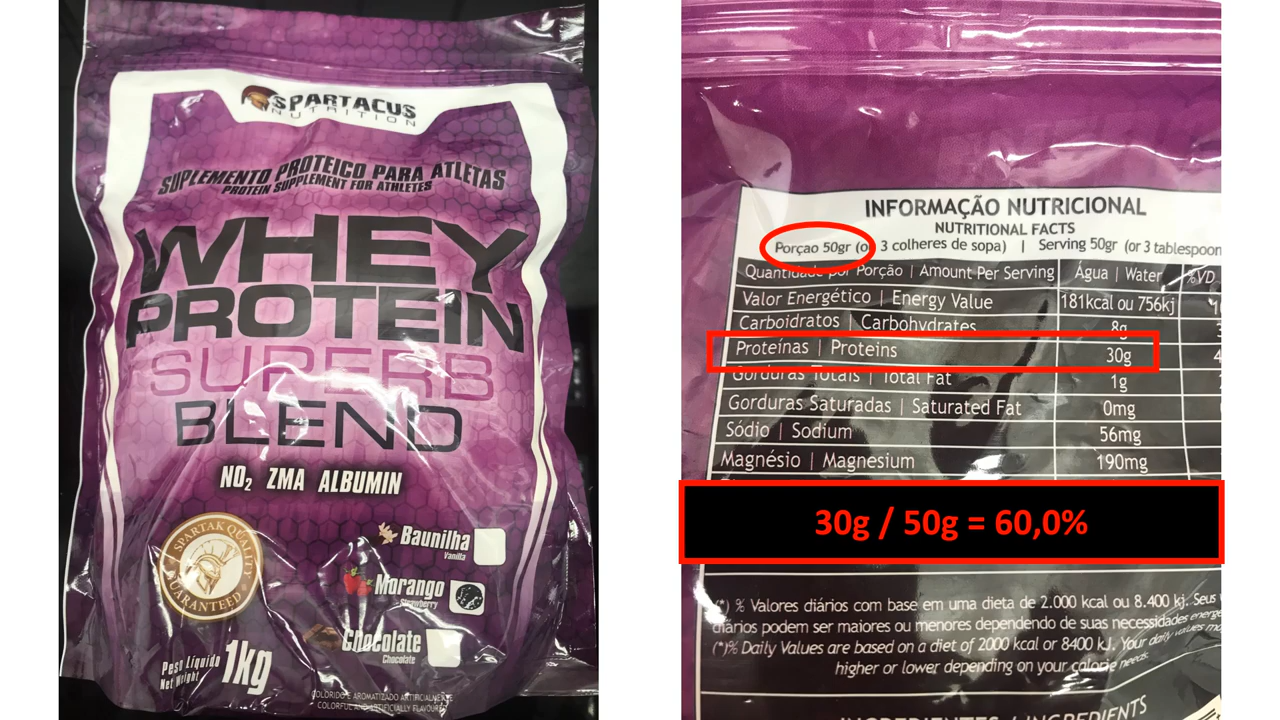 SPARTACUS
NUTRITION
SUPLEMENTO PROTEICO PARA ATLETAS
PROTEIN SUPPLEMENT FOR ATHLETES
WHEY
PROTEIN
SUPERB
BLEND
NO₂ ZMA ALBUMIN
SPARTAK QUALITY
GUARANTEED
Baunilha
Vanilla
Morango
Strawberry
Chocolate
Chocolate
Peso Líquido
Net Weight
1kg
COLORIDO E AROMATIZADO ARTIFICIALMENTE
COLORFUL AND ARTIFICIALLY FLAVOURED
INFORMAÇÃO NUTRICIONAL
NUTRITIONAL FACTS
Porçao 50gr (ou 3 colheres de sopa) | Serving 50gr (or 3 tablespoon
Quantidade por Porção | Amount Per Serving Água | Water %VD
Valor Energético | Energy Value 181kcal ou 756kj
Carboidratos | Carbohydrates 8g
Proteínas | Proteins 30g
Gorduras Totais | Total Fat 1g
Gorduras Saturadas | Saturated Fat 0mg
Sódio | Sodium 56mg
Magnésio | Magnesium 190mg
30g / 50g = 60,0%
(*) % Valores diários com base em uma dieta de 2.000 kcal ou 8.400 kj. Seus
diários podem ser maiores ou menores dependendo de suas necessidades
(*)% Daily Values are based on a diet of 2000 kcal or 8400 kJ. Your daily values
higher or lower depending on your calorie needs.
INGREDIENTES / INGREDIENTS